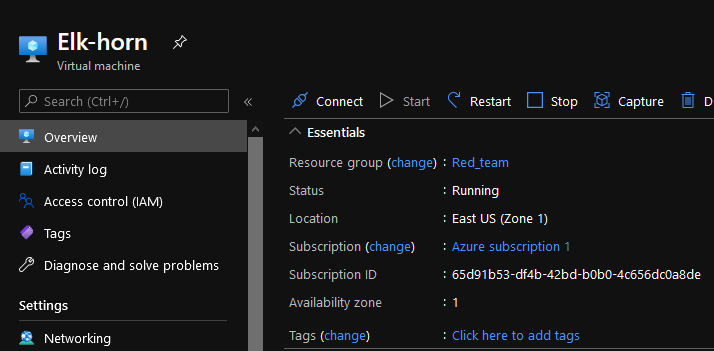 Elk-horn
Virtual machine
Search (Ctrl+/)
«
Overview
Activity log
Access control (IAM)
Tags
Diagnose and solve problems
Settings
Networking
Connect Start Restart Stop Capture D
Essentials
Resource group (change) : Red_team
Status : Running
Location : East US (Zone 1)
Subscription (change) : Azure subscription 1
Subscription ID : 65d91b53-df4b-42bd-b0b0-4c656dc0a8de
Availability zone : 1
Tags (change) : Click here to add tags